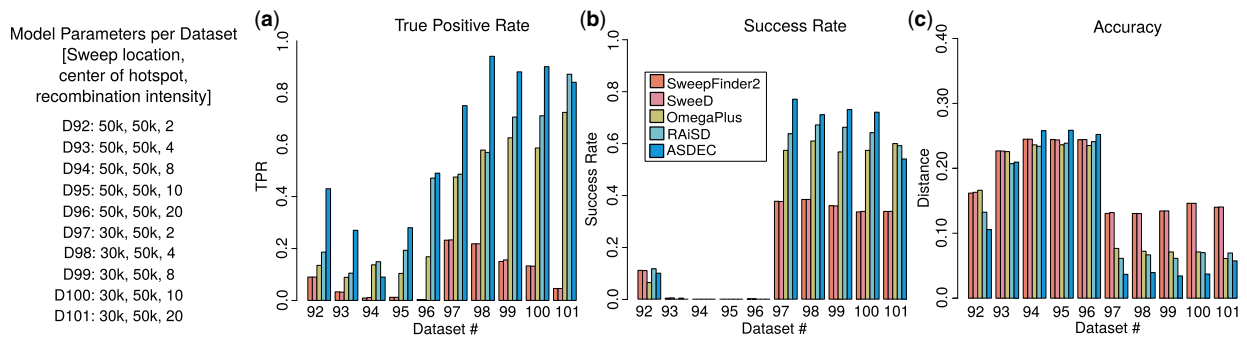 Model Parameters per Dataset
[Sweep location,
center of hotspot,
recombination intensity]
D92: 50k, 50k, 2
D93: 50k, 50k, 4
D94: 50k, 50k, 8
D95: 50k, 50k, 10
D96: 50k, 50k, 20
D97: 30k, 50k, 2
D98: 30k, 50k, 4
D99: 30k, 50k, 8
D100: 30k, 50k, 10
D101: 30k, 50k, 20
(a)
True Positive Rate
TPR
1.0
0.8
0.6
0.4
0.2
0.0
92 93 94 95 96 97 98 99 100 101
Dataset #
(b)
Success Rate
Success Rate
1.0
0.8
0.6
0.4
0.2
0.0
SweepFinder2
SweeD
OmegaPlus
RAiSD
ASDEC
92 93 94 95 96 97 98 99 100 101
Dataset #
(c)
Accuracy
Distance
0.40
0.30
0.20
0.10
0.0
92 93 94 95 96 97 98 99 100 101
Dataset #